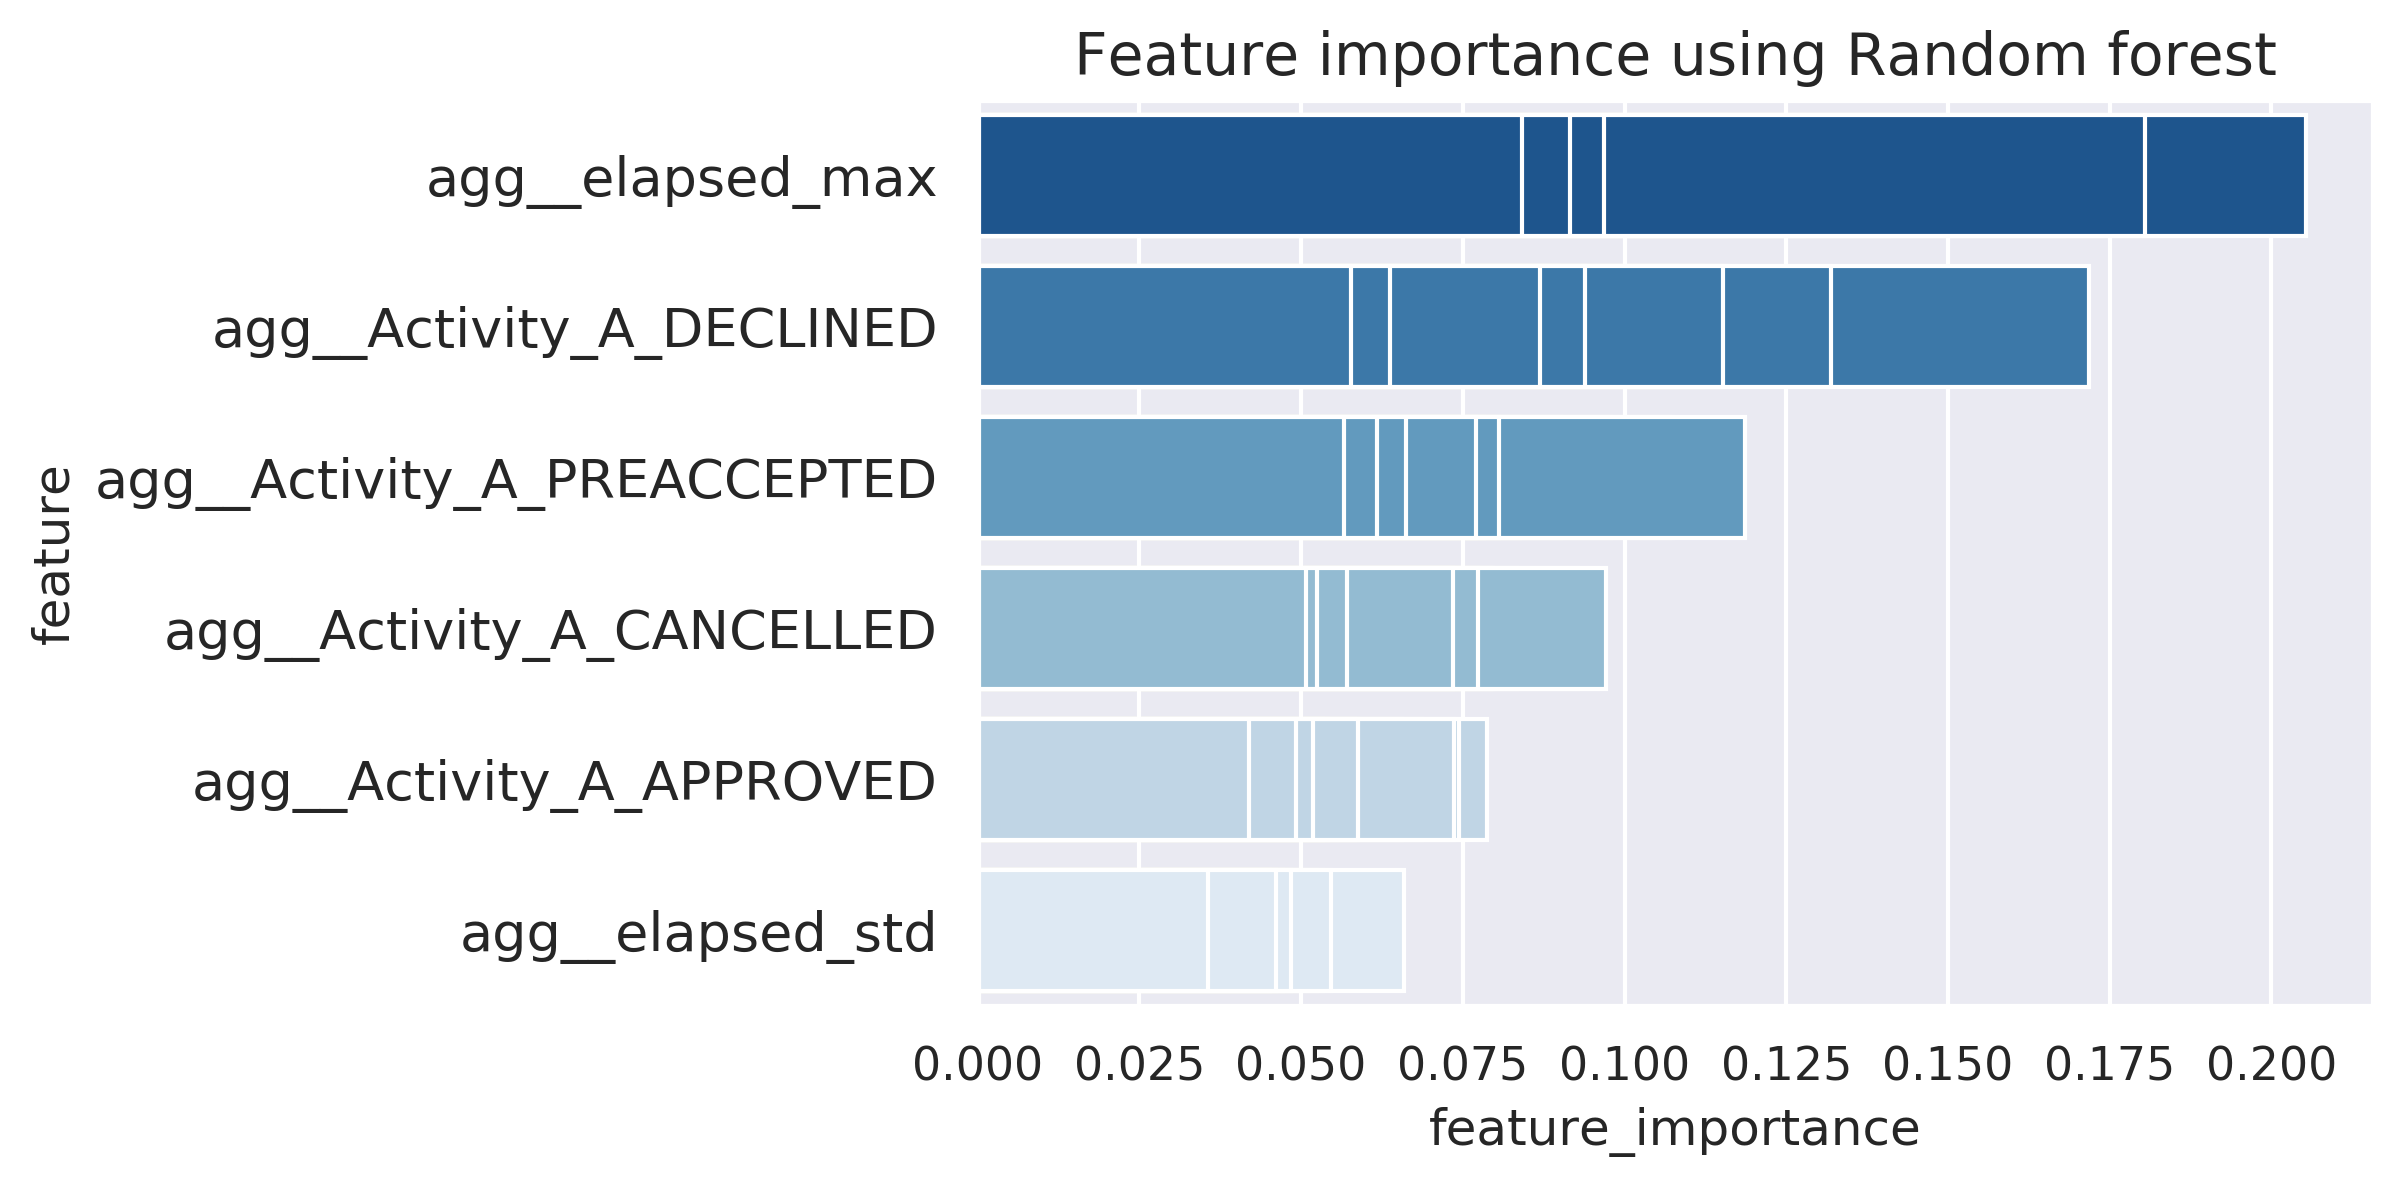 Feature importance using Random forest
agg__elapsed_max
agg__Activity_A_DECLINED
agg__Activity_A_PREACCEPTED
agg__Activity_A_CANCELLED
agg__Activity_A_APPROVED
agg__elapsed_std
feature
0.000 0.025 0.050 0.075 0.100 0.125 0.150 0.175 0.200
feature_importance